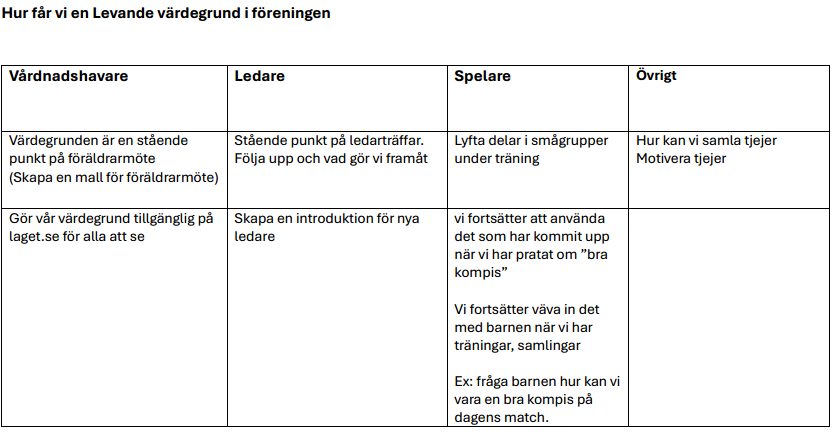 Hur får vi en Levande värdegrund i föreningen
Vårdnadshavare
Ledare
Spelare
Övrigt
Värdegrunden är en stående
punkt på föräldrarmöte
(Skapa en mall för föräldrarmöte)
Stående punkt på ledarträffar.
Följa upp och vad gör vi framåt
Lyfta delar i smågrupper
under träning
Hur kan vi samla tjejer
Motivera tjejer
Gör vår värdegrund tillgänglig på
laget.se för alla att se
Skapa en introduktion för nya
ledare
vi fortsätter att använda
det som har kommit upp
när vi har pratat om ”bra
kompis”
Vi fortsätter väva in det
med barnen när vi har
träningar, samlingar
Ex: fråga barnen hur kan vi
vara en bra kompis på
dagens match.